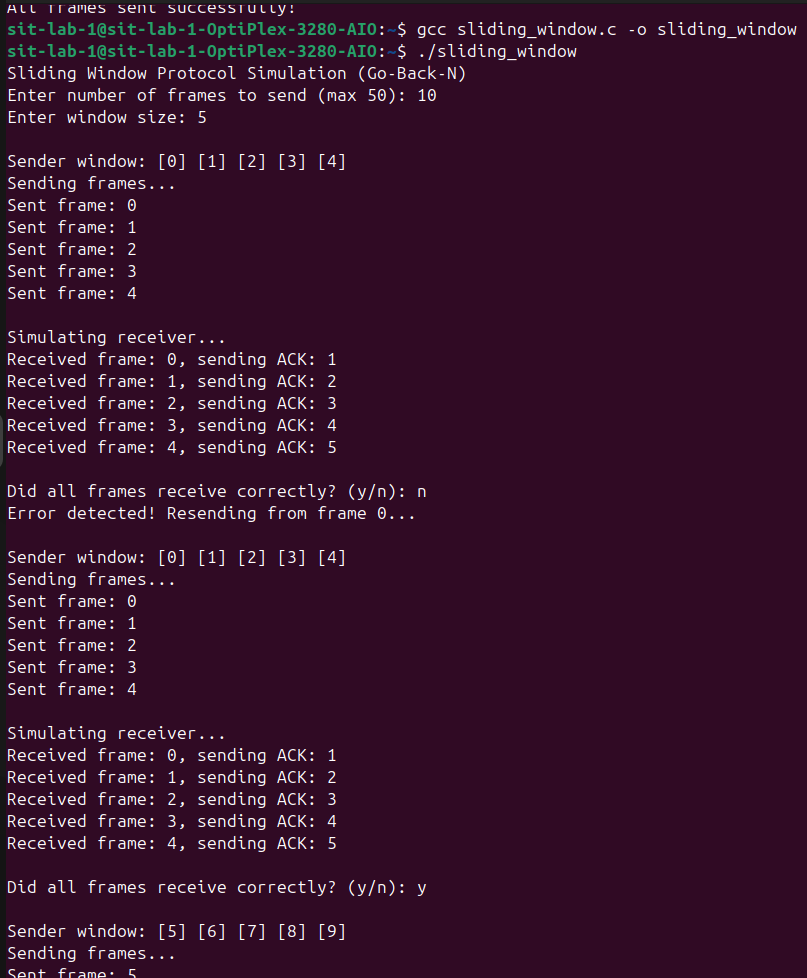 All frames sent successfully!
sit-lab-1@sit-lab-1-OptiPlex-3280-AIO:~$ gcc sliding_window.c -o sliding_window
sit-lab-1@sit-lab-1-OptiPlex-3280-AIO:~$ ./sliding_window
Sliding Window Protocol Simulation (Go-Back-N)
Enter number of frames to send (max 50): 10
Enter window size: 5

Sender window: [0] [1] [2] [3] [4]
Sending frames...
Sent frame: 0
Sent frame: 1
Sent frame: 2
Sent frame: 3
Sent frame: 4

Simulating receiver...
Received frame: 0, sending ACK: 1
Received frame: 1, sending ACK: 2
Received frame: 2, sending ACK: 3
Received frame: 3, sending ACK: 4
Received frame: 4, sending ACK: 5

Did all frames receive correctly? (y/n): n
Error detected! Resending from frame 0...

Sender window: [0] [1] [2] [3] [4]
Sending frames...
Sent frame: 0
Sent frame: 1
Sent frame: 2
Sent frame: 3
Sent frame: 4

Simulating receiver...
Received frame: 0, sending ACK: 1
Received frame: 1, sending ACK: 2
Received frame: 2, sending ACK: 3
Received frame: 3, sending ACK: 4
Received frame: 4, sending ACK: 5

Did all frames receive correctly? (y/n): y

Sender window: [5] [6] [7] [8] [9]
Sending frames...
Sent frame: 5